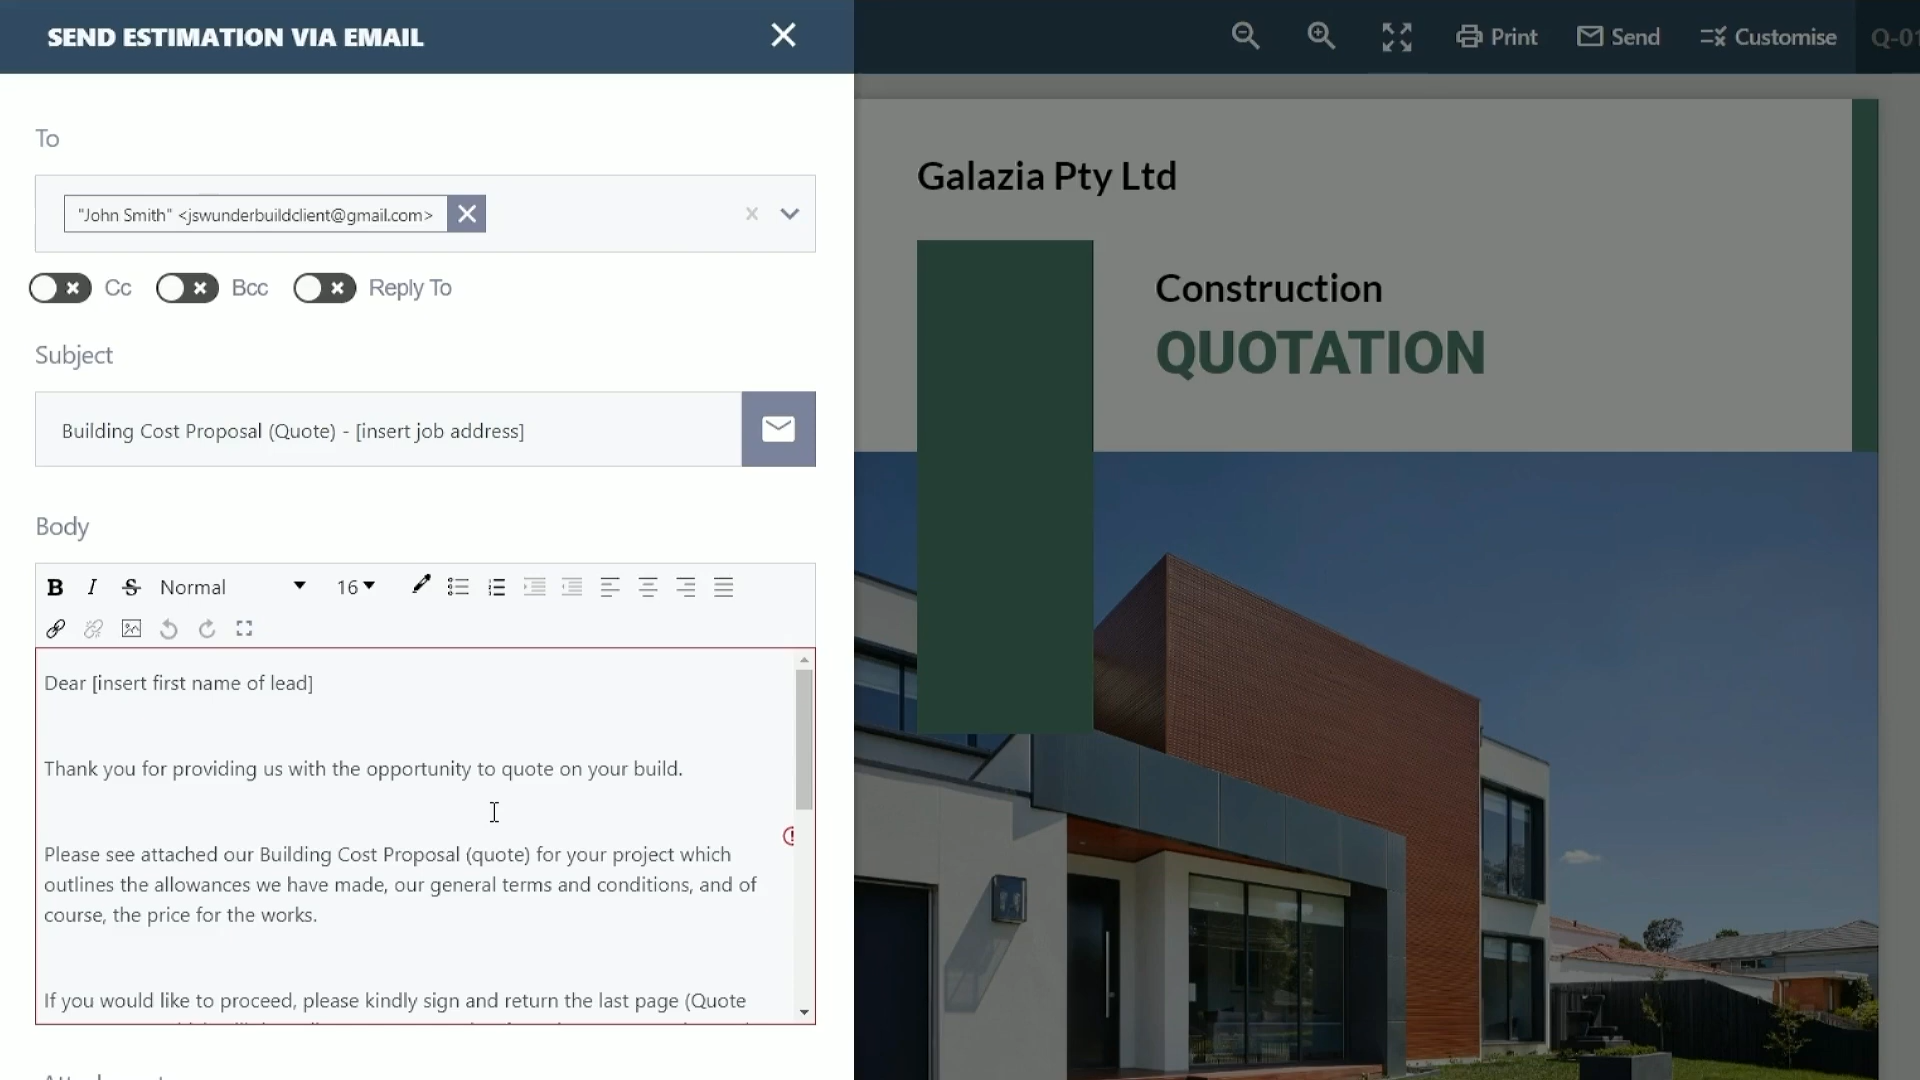 SEND ESTIMATION VIA EMAIL
Print
Send
Customise
Q-01
To
"John Smith" <jswunderbuildclient@gmail.com>
Cc
Bcc
Reply To
Subject
Building Cost Proposal (Quote) - [insert job address]
Body
B I S Normal 16
Dear [insert first name of lead]
Thank you for providing us with the opportunity to quote on your build.
Please see attached our Building Cost Proposal (quote) for your project which
outlines the allowances we have made, our general terms and conditions, and of
course, the price for the works.
If you would like to proceed, please kindly sign and return the last page (Quote
Galazia Pty Ltd
Construction
QUOTATION